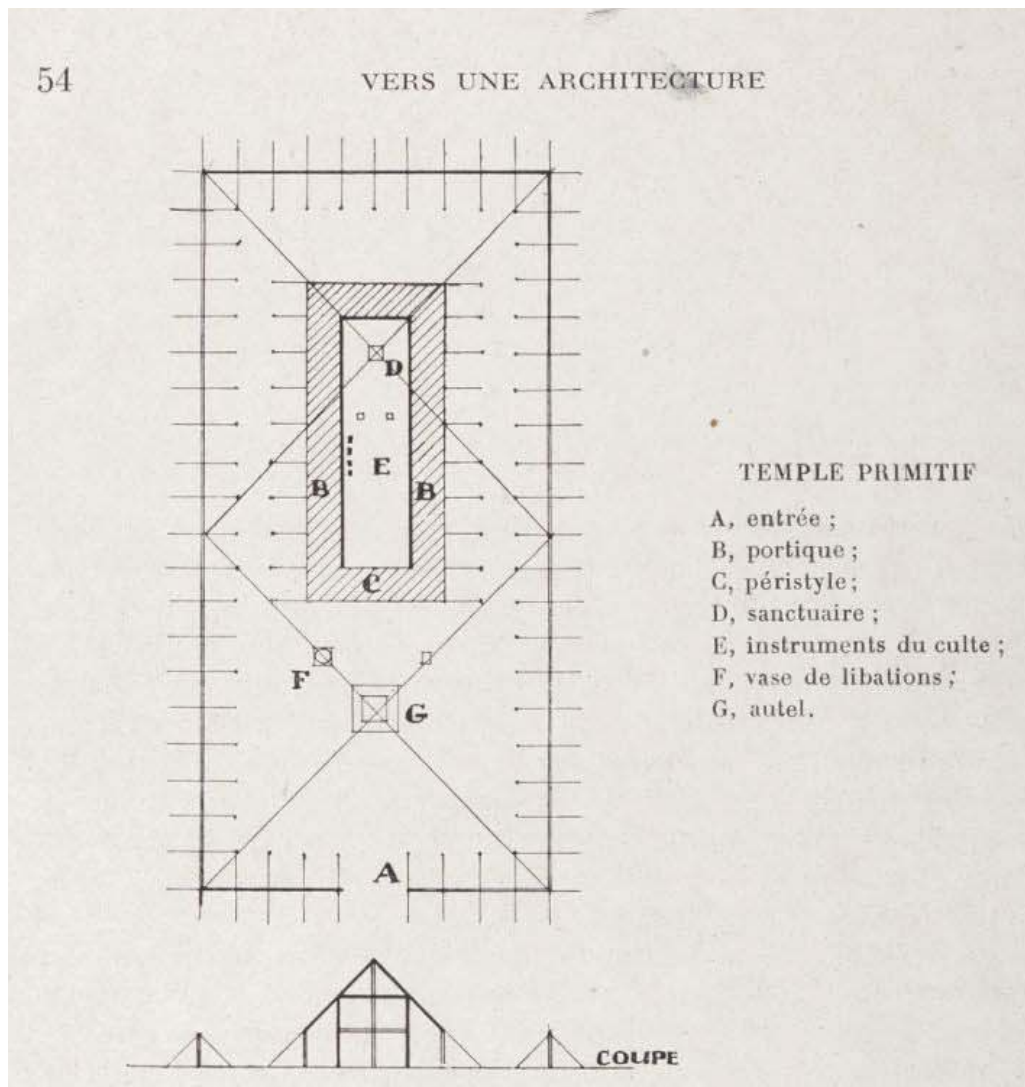 54
VERS UNE ARCHITECTURE
D
E
B
B
C
F
G
A
COUPE
TEMPLE PRIMITIF
A, entrée ;
B, portique ;
C, péristyle ;
D, sanctuaire ;
E, instruments du culte ;
F, vase de libations ;
G, autel.